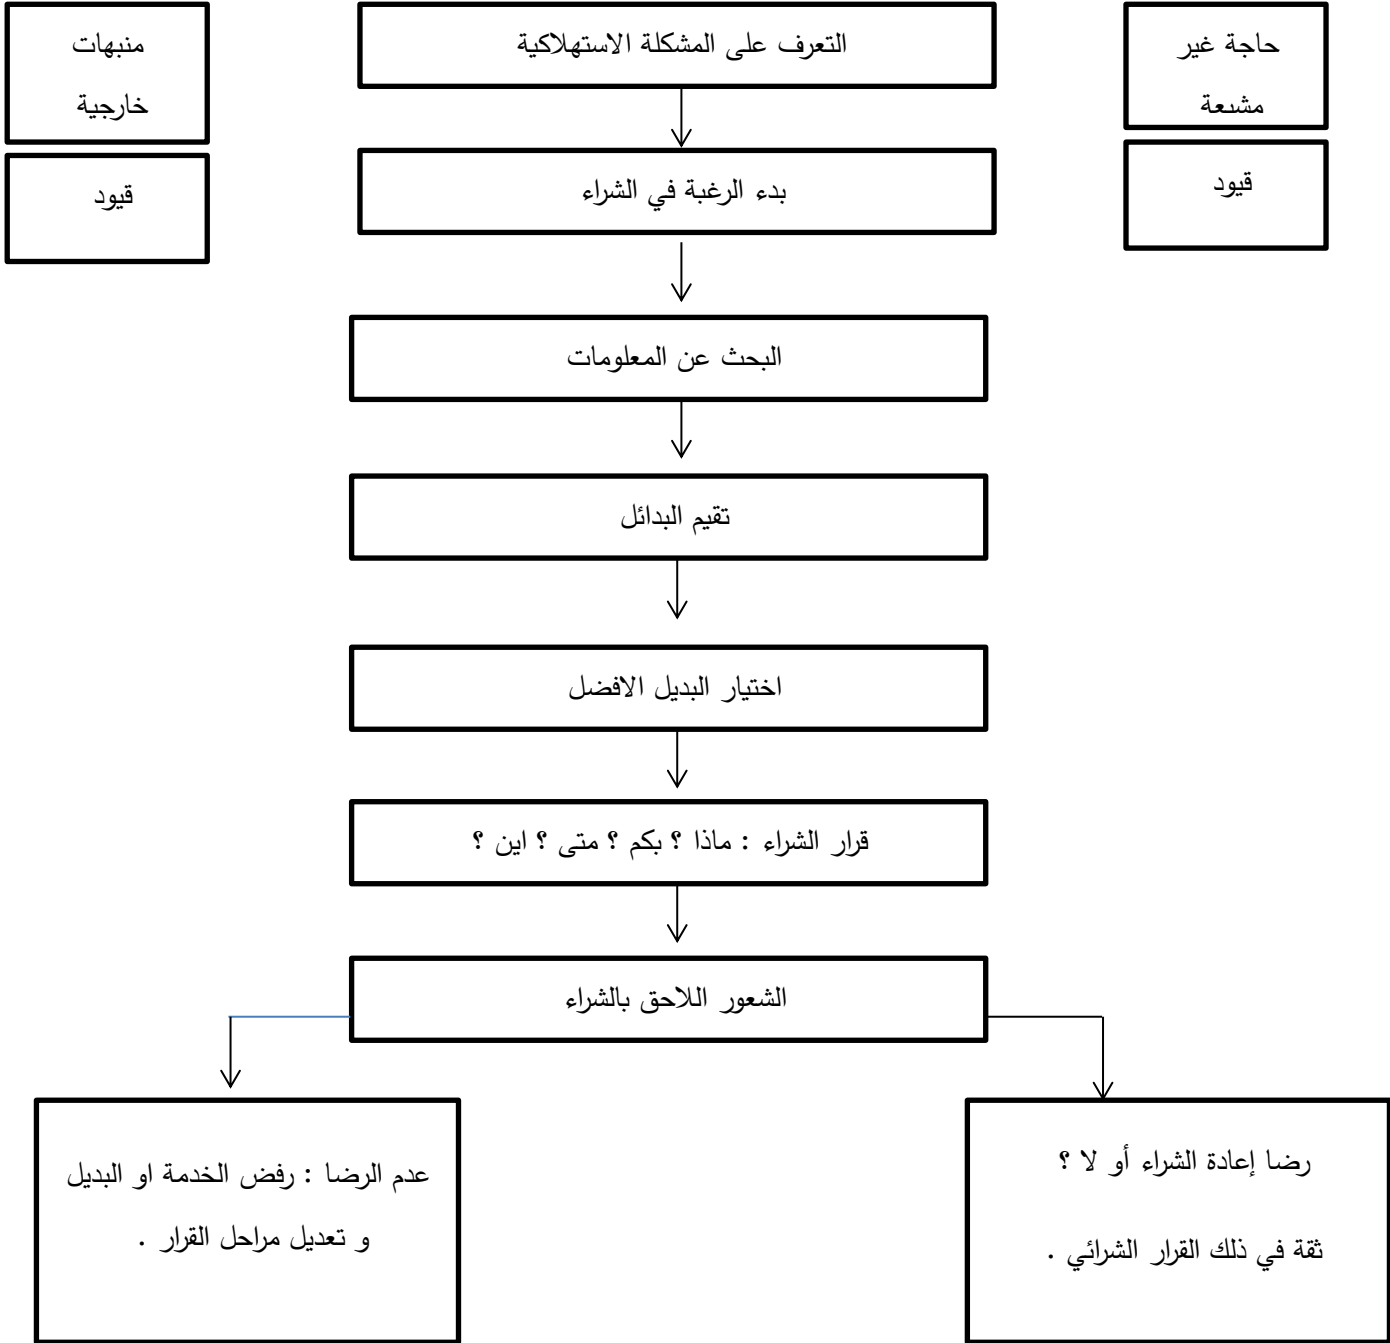 حاجة غير
مشبعة
التعرف على المشكلة الاستهلاكية
منبهات
خارجية
قيود
بدء الرغبة في الشراء
قيود
البحث عن المعلومات
تقيم البدائل
اختيار البديل الافضل
قرار الشراء : ماذا ؟ بكم ؟ متى ؟ اين ؟
الشعور اللاحق بالشراء
رضا إعادة الشراء أو لا ؟
ثقة في ذلك القرار الشرائي .
عدم الرضا : رفض الخدمة او البديل
و تعديل مراحل القرار .